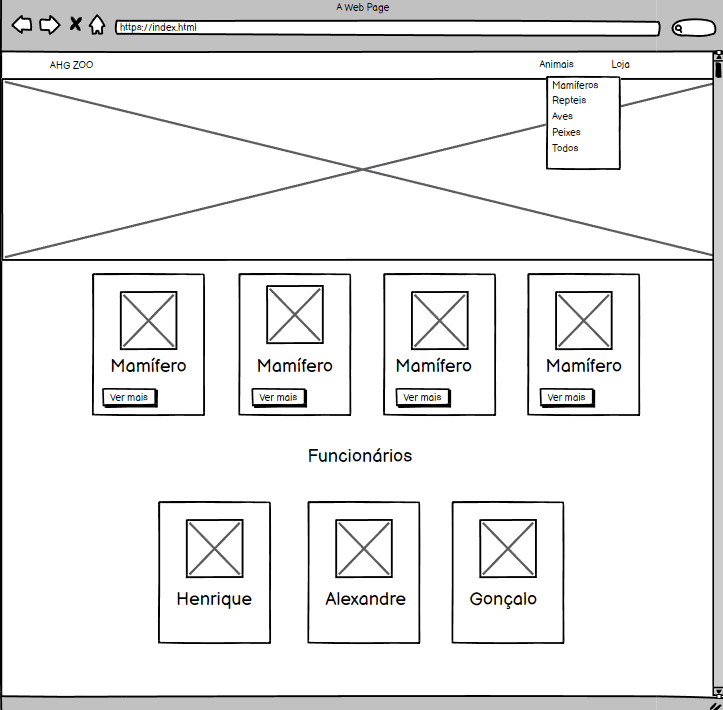 A Web Page
https://index.html
AHG ZOO
Animais
Loja
Mamíferos
Repteis
Aves
Peixes
Todos
Mamífero
Mamífero
Mamífero
Mamífero
Ver mais
Ver mais
Ver mais
Ver mais
Funcionários
Henrique
Alexandre
Gonçalo